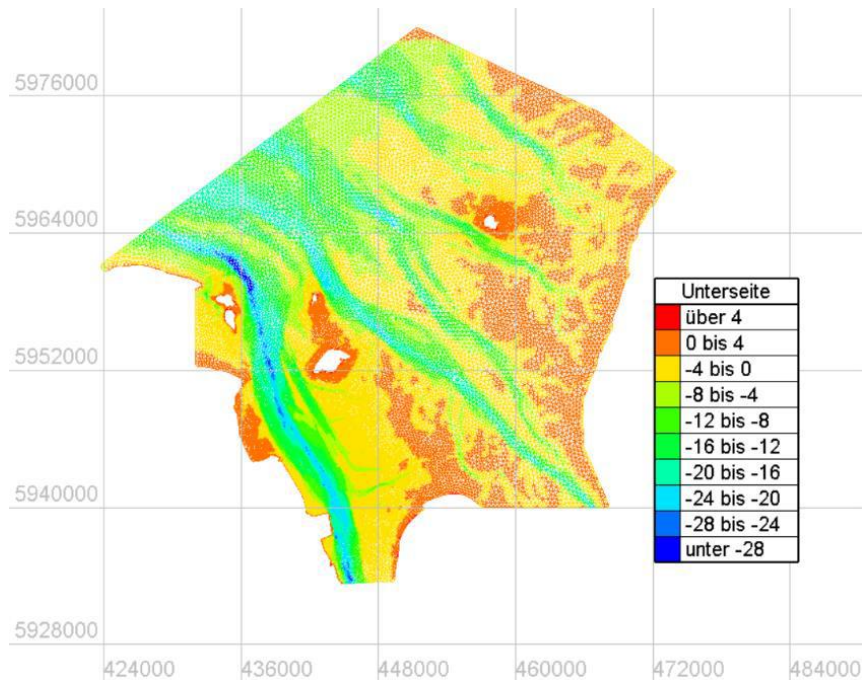 5976000
5964000
5952000
5940000
5928000
424000
436000
448000
460000
472000
484000
Unterseite
über 4
0 bis 4
-4 bis 0
-8 bis -4
-12 bis -8
-16 bis -12
-20 bis -16
-24 bis -20
-28 bis -24
unter -28